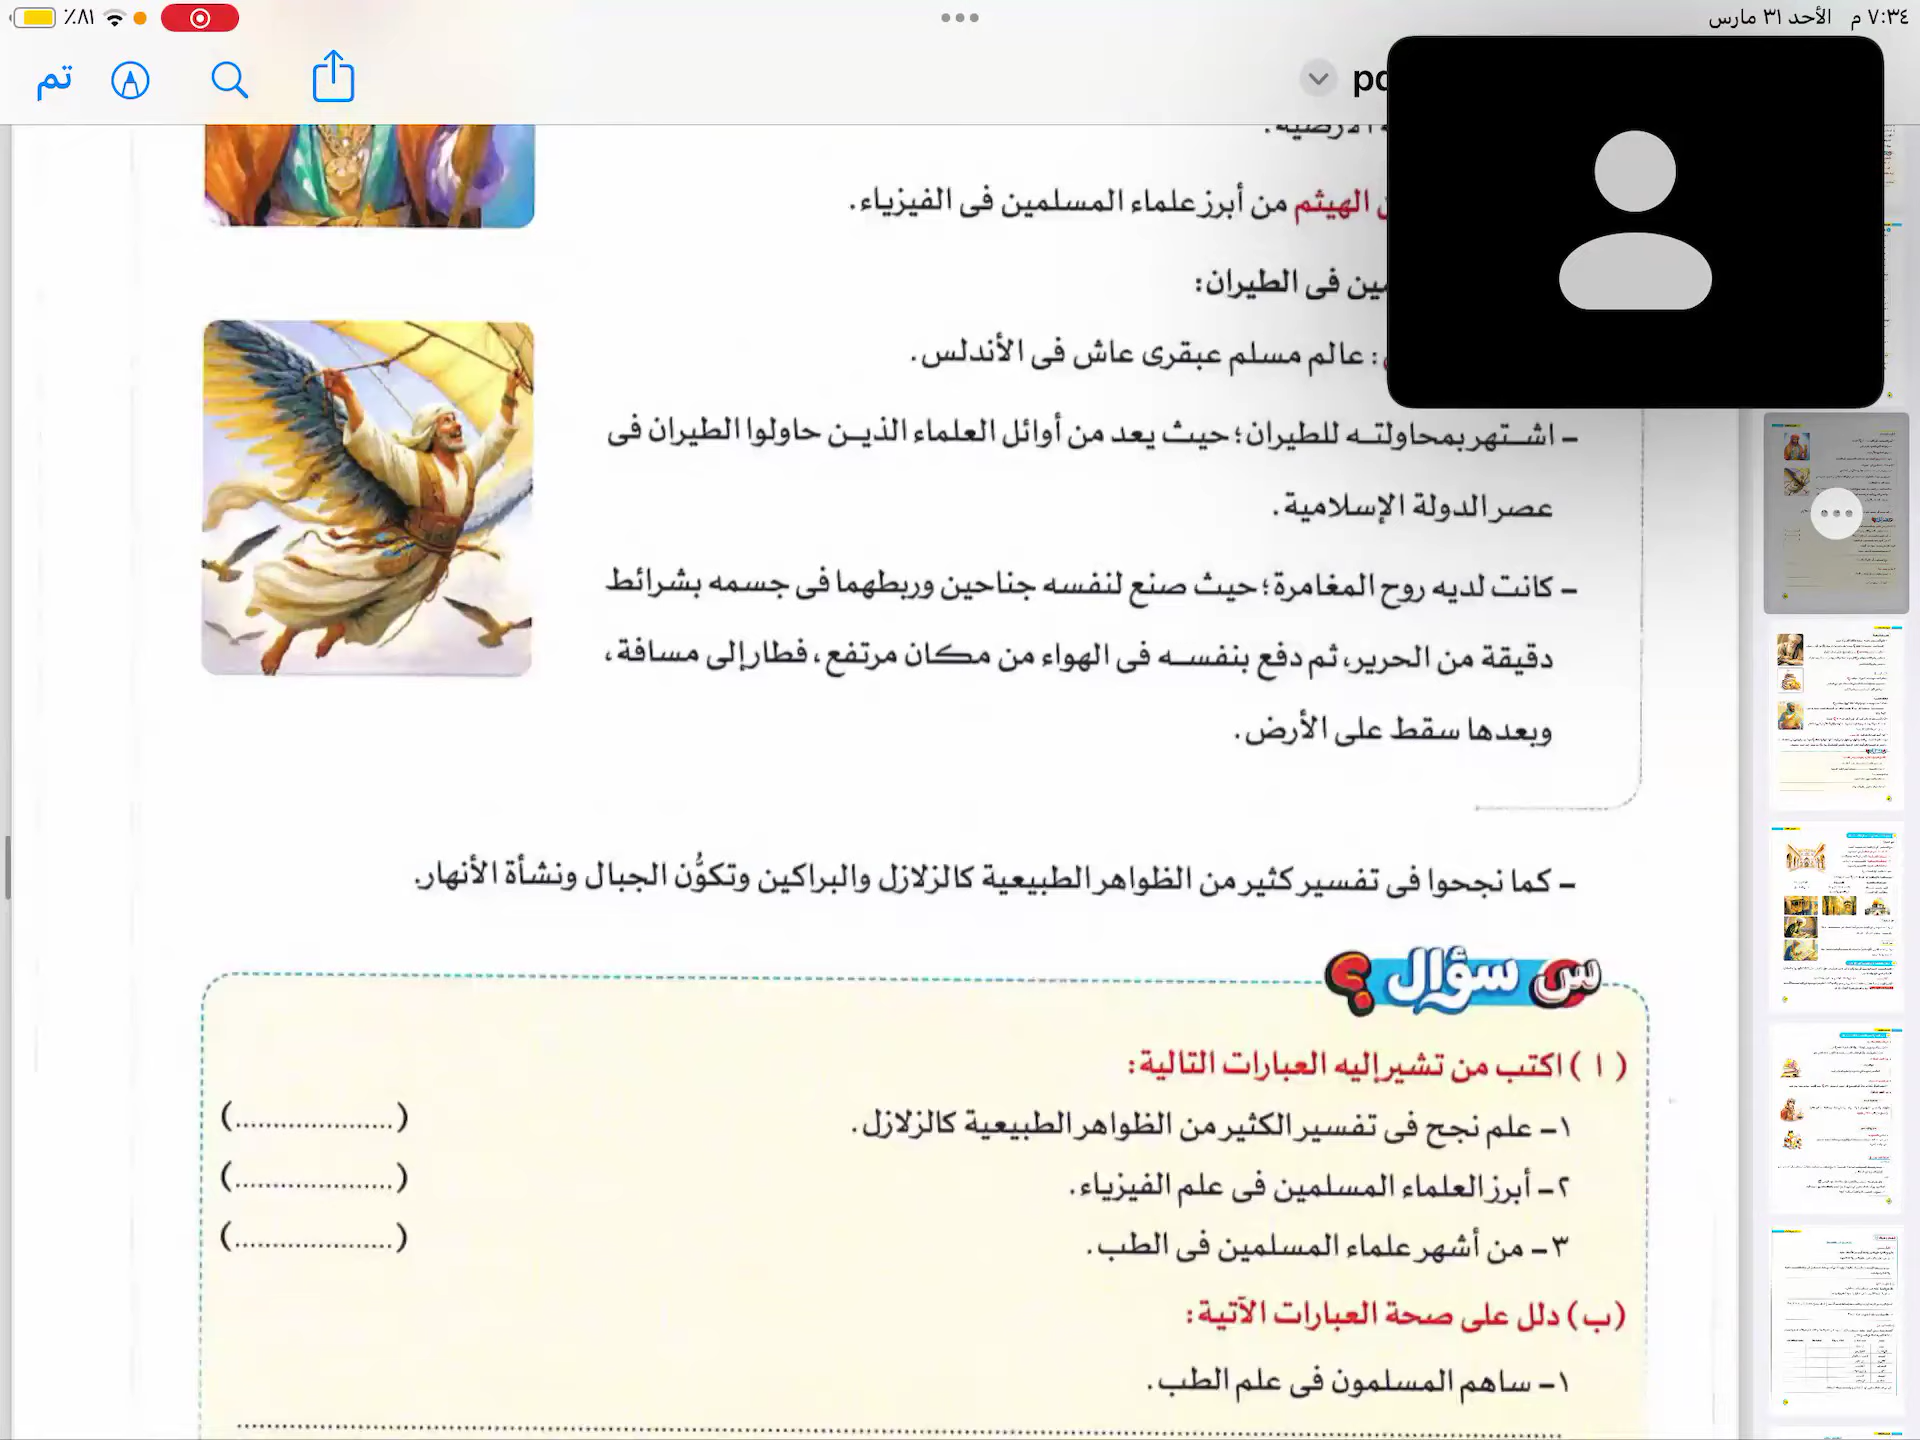 ٧:٣٤ م الأحد ٣١ مارس
٪٨١
تم
الهيثم من أبرز علماء المسلمين فى الفيزياء.
فى الطيران:
: عالم مسلم عبقرى عاش فى الأندلس.
– اشتهر بمحاولته للطيران؛ حيث يعد من أوائل العلماء الذين حاولوا الطيران فى
عصر الدولة الإسلامية.
– كانت لديه روح المغامرة؛ حيث صنع لنفسه جناحين وربطهما فى جسمه بشرائط
دقيقة من الحرير، ثم دفع بنفسه فى الهواء من مكان مرتفع، فطار إلى مسافة،
وبعدها سقط على الأرض.
– كما نجحوا فى تفسير كثير من الظواهر الطبيعية كالزلازل والبراكين وتكوُّن الجبال ونشأة الأنهار.
س سؤال ؟
(١) اكتب من تشير إليه العبارات التالية:
١– علم نجح فى تفسير الكثير من الظواهر الطبيعية كالزلازل. (.....................)
٢– أبرز العلماء المسلمين فى علم الفيزياء. (.....................)
٣– من أشهر علماء المسلمين فى الطب. (.....................)
(ب) دلل على صحة العبارات الآتية:
١– ساهم المسلمون فى علم الطب.